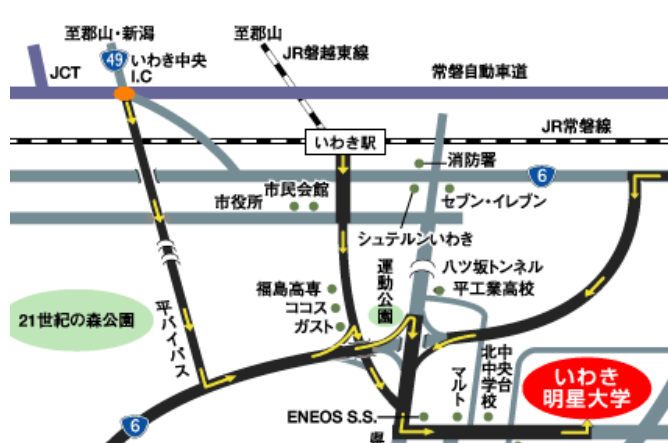 至郡山・新潟
至郡山
49
いわき中央
I.C
JR磐越東線
JCT
常磐自動車道
JR常磐線
いわき駅
消防署
6
市民会館
市役所
セブン・イレブン
シュテルンいわき
運動公園
八ツ坂トンネル
平工業高校
福島高専
ココス
ガスト
21世紀の森公園
平バイパス
中央台
北中学校
マルト
いわき
明星大学
ENEOS S.S.
6